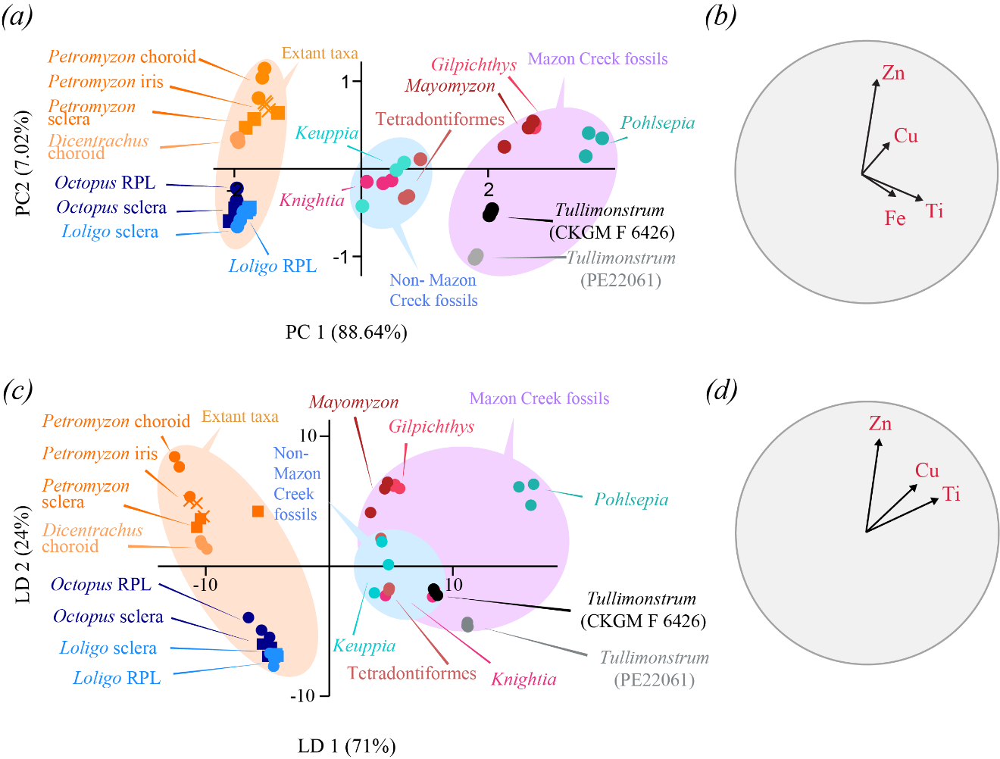 (a)
Petromyzon choroid
Petromyzon iris
Petromyzon
sclera
Dicentrachus
choroid
Octopus RPL
Octopus sclera
Loligo sclera
Loligo RPL
Extant taxa
Keuppia
Knightia
Tetradontiformes
Mayomyzon
Gilpichthys
Mazon Creek fossils
Pohlsepia
Tullimonstrum
(CKGM F 6426)
Tullimonstrum
(PE22061)
Non- Mazon
Creek fossils
1
-1
-2
2
PC2 (7.02%)
PC 1 (88.64%)
(b)
Zn
Cu
Fe
Ti
(c)
Petromyzon choroid
Petromyzon iris
Petromyzon
sclera
Dicentrachus
choroid
Octopus RPL
Octopus sclera
Loligo sclera
Loligo RPL
Extant taxa
Non-
Mazon
Creek
fossils
Mayomyzon
Gilpichthys
Mazon Creek fossils
Pohlsepia
Tullimonstrum
(CKGM F 6426)
Tullimonstrum
(PE22061)
Keuppia
Tetradontiformes
Knightia
10
-10
-10
10
LD 2 (24%)
LD 1 (71%)
(d)
Zn
Cu
Ti